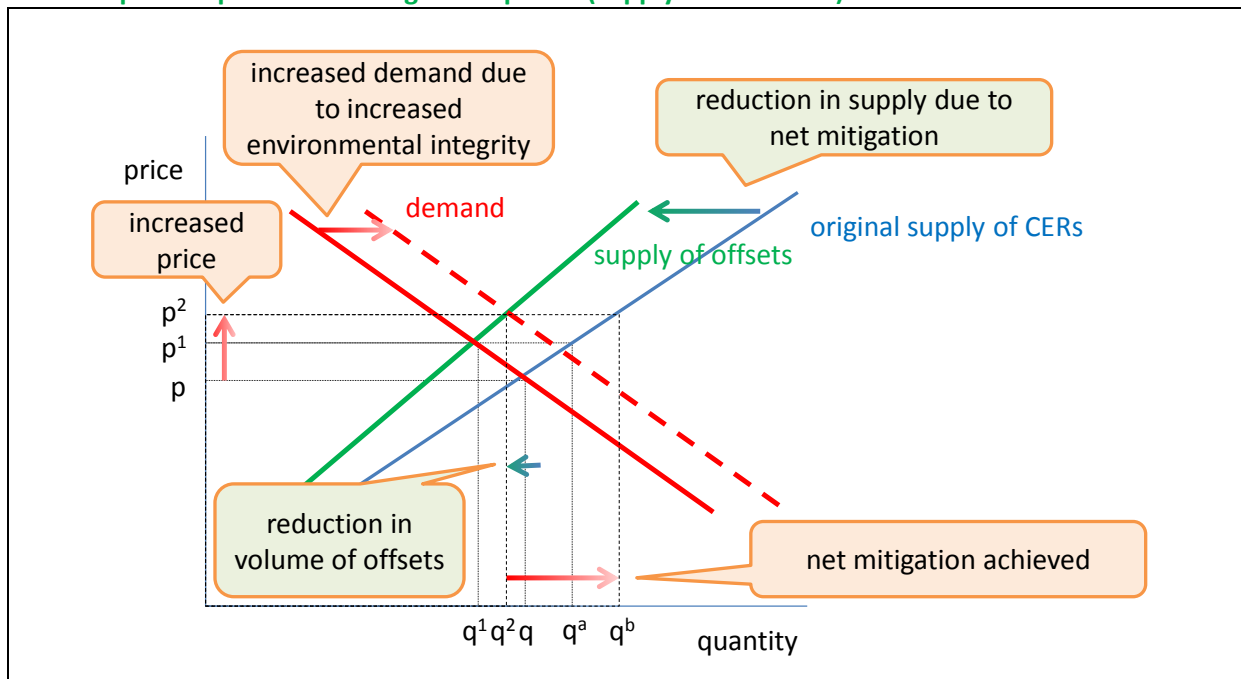 increased demand due
to increased
environmental integrity
reduction in supply due to
net mitigation
price
demand
increased
price
original supply of CERs
supply of offsets
p²
p¹
p
reduction in
volume of offsets
net mitigation achieved
q¹ q² q qᵃ qᵇ
quantity